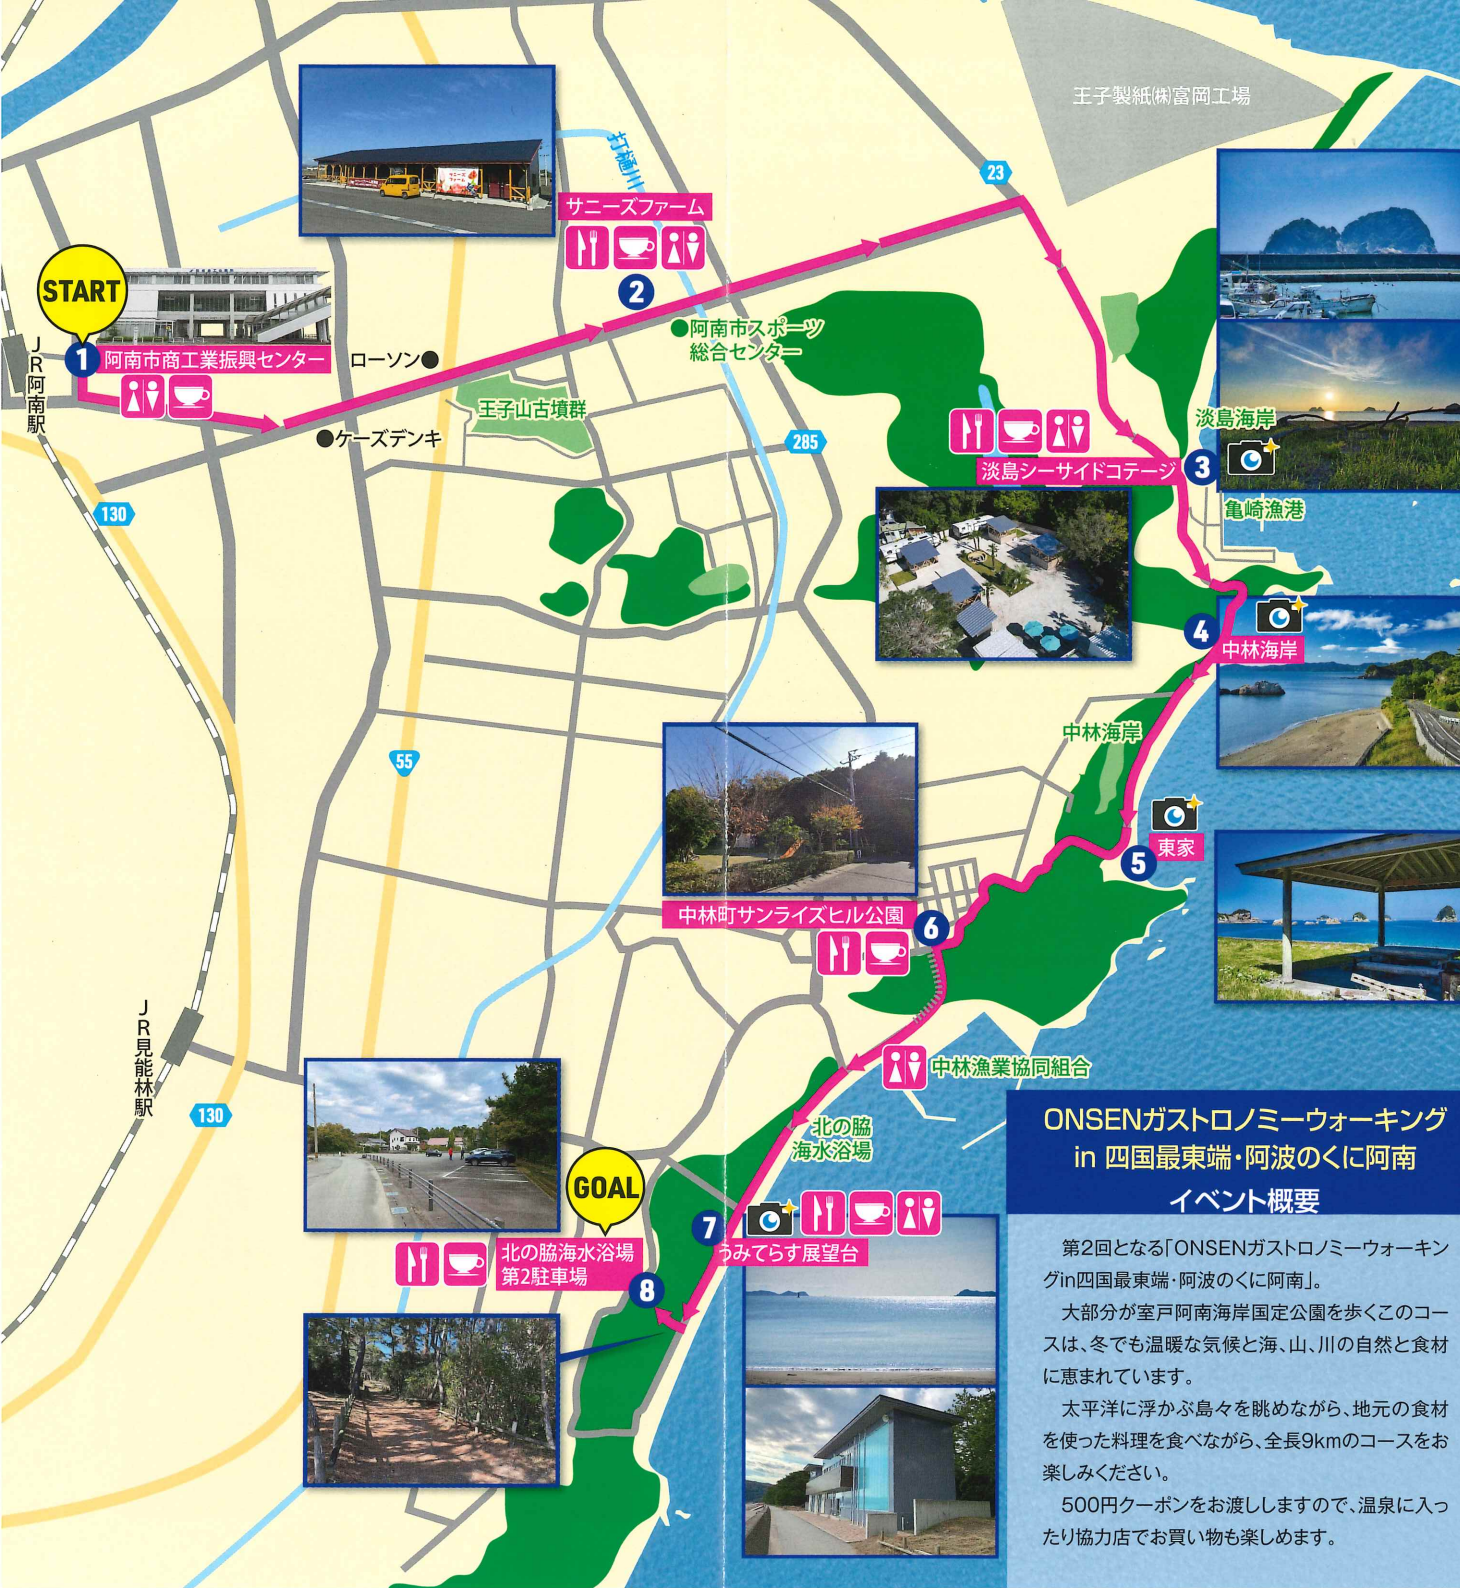 王子製紙㈱富岡工場
打樋川
23
サニーズファーム
2
START
1
阿南市商工業振興センター
JR阿南駅
ローソン
ケーズデンキ
王子山古墳群
阿南市スポーツ
総合センター
285
130
淡島海岸
3
淡島シーサイドコテージ
亀崎漁港
4
中林海岸
中林海岸
55
東家
5
中林町サンライズヒル公園
6
JR見能林駅
130
中林漁業協同組合
北の脇
海水浴場
GOAL
北の脇海水浴場
第2駐車場
8
7
うみてらす展望台
ONSENガストロノミーウォーキング
in 四国最東端・阿波のくに阿南
イベント概要
第2回となる「ONSENガストロノミーウォーキン
グin四国最東端・阿波のくに阿南」。
大部分が室戸阿南海岸国定公園を歩くこのコー
スは、冬でも温暖な気候と海、山、川の自然と食材
に恵まれています。
太平洋に浮かぶ島々を眺めながら、地元の食材
を使った料理を食べながら、全長9kmのコースをお
楽しみください。
500円クーポンをお渡ししますので、温泉に入っ
たり協力店でお買い物も楽しめます。